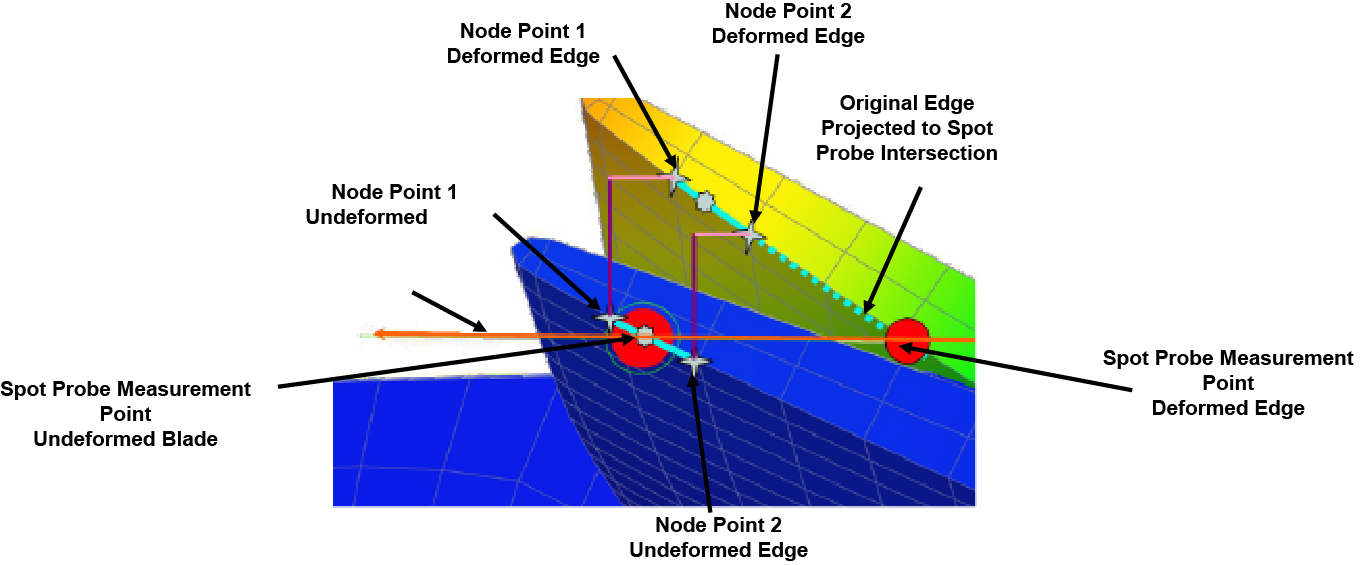 Node Point 1
Deformed Edge
Node Point 2
Deformed Edge
Original Edge
Projected to Spot
Probe Intersection
Node Point 1
Undeformed
Spot Probe Measurement
Point
Undeformed Blade
Spot Probe Measurement
Point
Deformed Edge
Node Point 2
Undeformed Edge